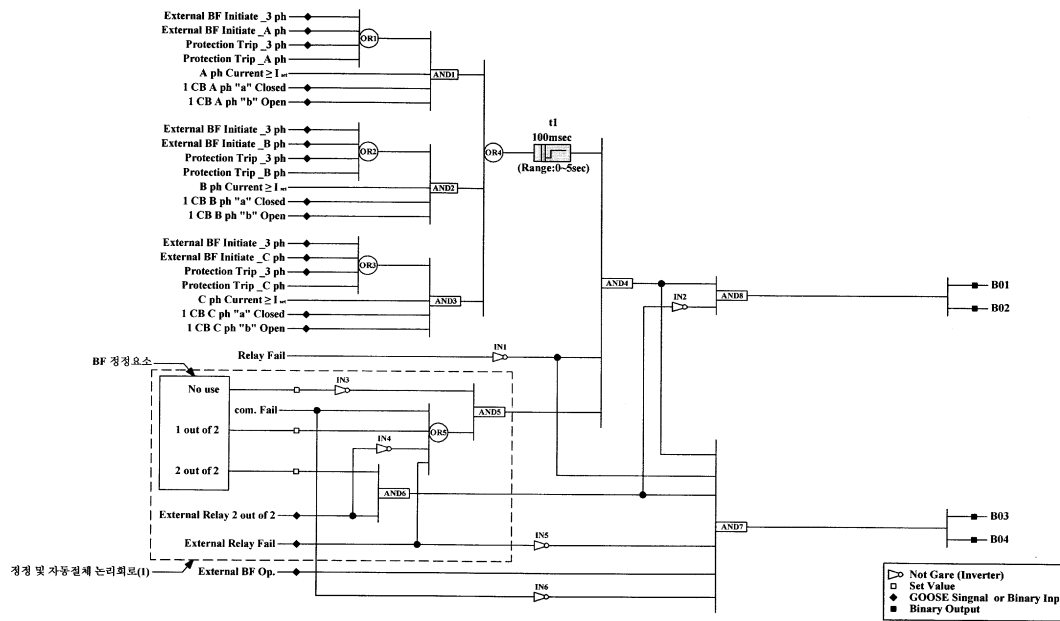 External BF Initiate _3 ph
External BF Initiate _A ph
Protection Trip _3 ph
Protection Trip _A ph
A ph Current ≥ I set
1 CB A ph "a" Closed
1 CB A ph "b" Open
OR1
AND1
External BF Initiate _3 ph
External BF Initiate _B ph
Protection Trip _3 ph
Protection Trip _B ph
B ph Current ≥ I set
1 CB B ph "a" Closed
1 CB B ph "b" Open
OR2
AND2
OR4
t1
100msec
(Range:0~5sec)
External BF Initiate _3 ph
External BF Initiate _C ph
Protection Trip _3 ph
Protection Trip _C ph
C ph Current ≥ I set
1 CB C ph "a" Closed
1 CB C ph "b" Open
OR3
AND3
AND4
IN2
AND8
B01
B02
Relay Fail
IN1
BF 정정요소
No use
1 out of 2
2 out of 2
IN3
com. Fail
OR5
AND5
IN4
AND6
External Relay 2 out of 2
External Relay Fail
IN5
AND7
B03
B04
정정 및 자동절체 논리회로(1)
External BF Op.
IN6
Not Gare (Inverter)
Set Value
GOOSE Singnal or Binary Inp
Binary Output